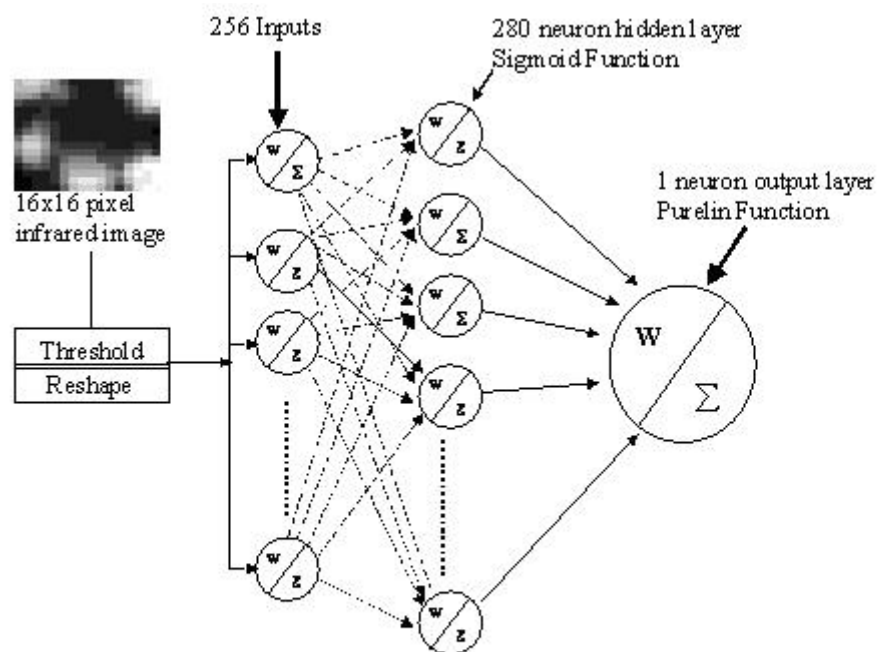 256 Inputs
280 neuron hidden layer
Sigmoid Function
16x16 pixel
infrared image
1 neuron output layer
Purelin Function
Threshold
Reshape
W
Σ
W
Σ
W
Σ
W
Σ
W
Σ
W
Σ
W
Σ
W
Σ
W
Σ
W
Σ